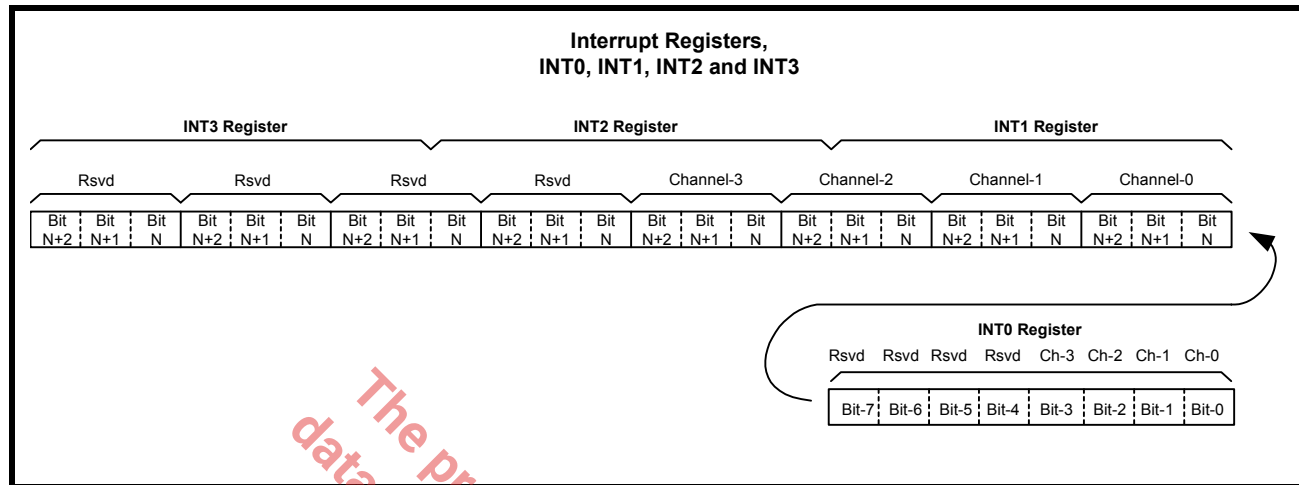 Interrupt Registers,
INT0, INT1, INT2 and INT3
INT3 Register INT2 Register INT1 Register
Rsvd Rsvd Rsvd Rsvd Channel-3 Channel-2 Channel-1 Channel-0
Bit Bit Bit Bit Bit Bit Bit Bit Bit Bit Bit Bit Bit Bit Bit Bit Bit Bit Bit Bit Bit Bit Bit Bit
N+2 N+1 N N+2 N+1 N N+2 N+1 N N+2 N+1 N N+2 N+1 N N+2 N+1 N N+2 N+1 N N+2 N+1 N
INT0 Register
Rsvd Rsvd Rsvd Rsvd Ch-3 Ch-2 Ch-1 Ch-0
Bit-7 Bit-6 Bit-5 Bit-4 Bit-3 Bit-2 Bit-1 Bit-0
The